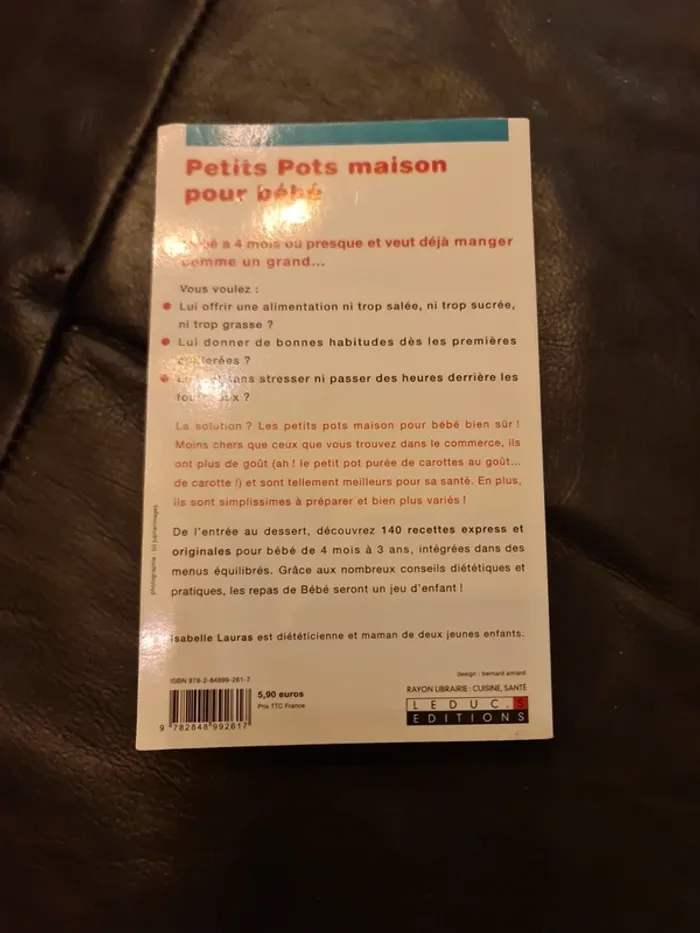 Petits Pots maison
pour bébé
a 4 mois ou presque et veut déjà manger
comme un grand...
Vous voulez :
Lui offrir une alimentation ni trop salée, ni trop sucrée,
ni trop grasse ?
Lui donner de bonnes habitudes dès les premières
?
sans stresser ni passer des heures derrière les
?
La solution ? Les petits pots maison pour bébé bien sûr !
Moins chers que ceux que vous trouvez dans le commerce, ils
ont plus de goût (ah ! le petit pot purée de carottes au goût...
de carotte !) et sont tellement meilleurs pour sa santé. En plus,
ils sont simplissimes à préparer et bien plus variés !
De l'entrée au dessert, découvrez 140 recettes express et
originales pour bébé de 4 mois à 3 ans, intégrées dans des
menus équilibrés. Grâce aux nombreux conseils diététiques et
pratiques, les repas de Bébé seront un jeu d'enfant !
Isabelle Lauras est diététicienne et maman de deux jeunes enfants.
photographie : (c) jupiterimages
ISBN 978-2-84899-261-7
5,90 euros
Prix TTC France
9 782848 992617
design : bernard amiard
RAYON LIBRAIRIE : CUISINE, SANTÉ
LEDUC.S
EDITIONS